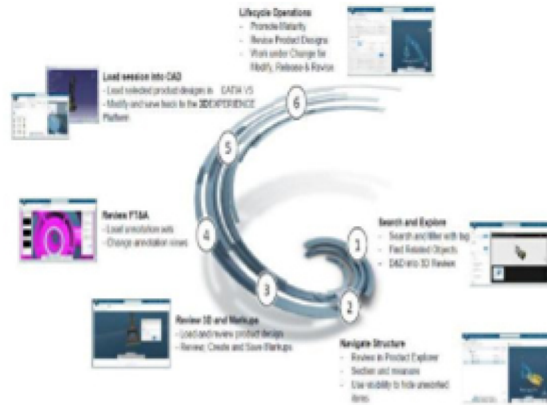 Lifecycle Operations
- Promote Maturity
- Revise Product Designs
- Work under Change for
Modify, Release & Revise
6
Load session into CAD
- Load selected product designs in CATIA V5
- Modify and save back to the 3DEXPERIENCE
Platform
5
Review FT&A
- Load annotation sets
- Change annotation views
4
Search and Explore
- Search and filter with tag
- Find Related Objects
- D&D into 3D Review
1
3
2
Review 3D and Markups
- Load and review product design
- Review, Create and Save Markups
Navigate Structure
- Review in Product Explorer
- Section and measure
- Use visibility to hide unwanted
items